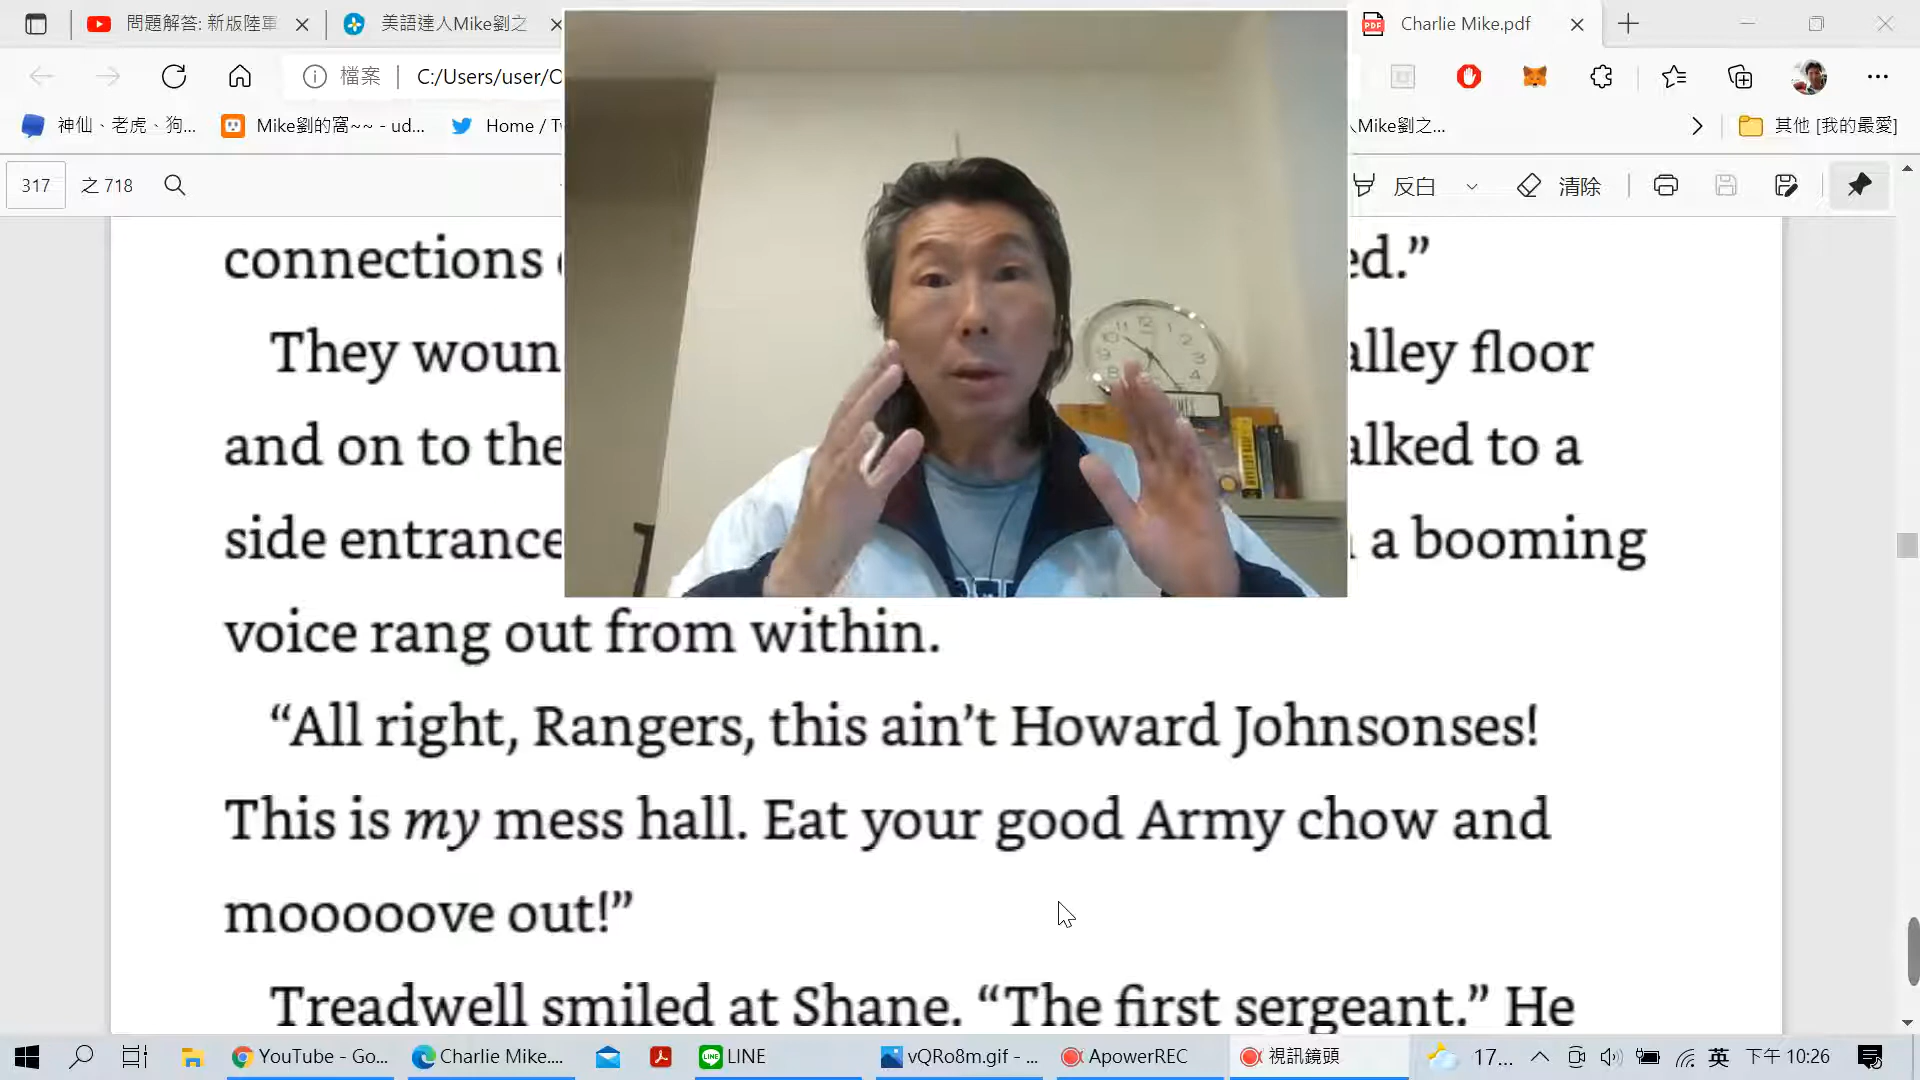 問題解答: 新版陸軍
美語達人Mike劉之
Charlie Mike.pdf
檔案 C:/Users/user/O
神仙、老虎、狗...
Mike劉的窩~~ - ud...
Home / Tw
Mike劉之...
其他 [我的最愛]
317 之 718
反白
清除
connections
ed.”
They woun
alley floor
and on to the
alked to a
side entrance
a booming
voice rang out from within.
“All right, Rangers, this ain’t Howard Johnsonses!
This is my mess hall. Eat your good Army chow and
mooooove out!”
Treadwell smiled at Shane. “The first sergeant.” He
YouTube - Go...
Charlie Mike....
LINE
vQRo8m.gif - ...
ApowerREC
視訊鏡頭
17...
英
下午 10:26